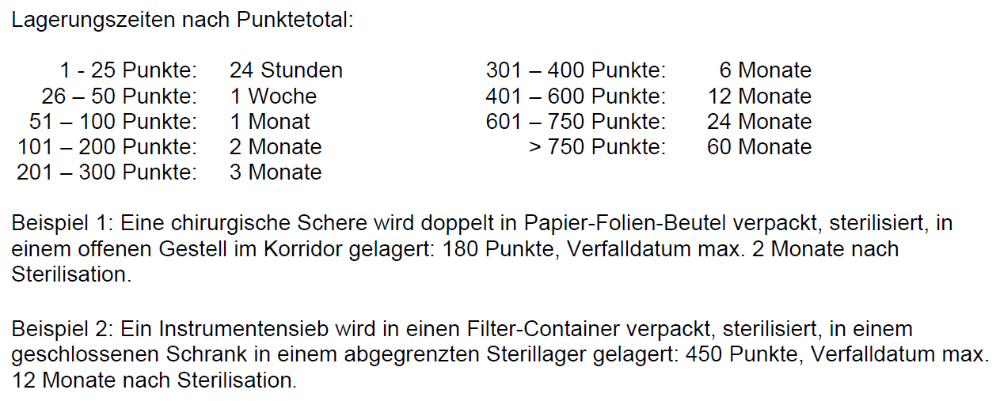 Lagerungszeiten nach Punktetotal:
1 - 25 Punkte: 24 Stunden 301 – 400 Punkte: 6 Monate
26 – 50 Punkte: 1 Woche 401 – 600 Punkte: 12 Monate
51 – 100 Punkte: 1 Monat 601 – 750 Punkte: 24 Monate
101 – 200 Punkte: 2 Monate > 750 Punkte: 60 Monate
201 – 300 Punkte: 3 Monate
Beispiel 1: Eine chirurgische Schere wird doppelt in Papier-Folien-Beutel verpackt, sterilisiert, in
einem offenen Gestell im Korridor gelagert: 180 Punkte, Verfalldatum max. 2 Monate nach
Sterilisation.
Beispiel 2: Ein Instrumentensieb wird in einen Filter-Container verpackt, sterilisiert, in einem
geschlossenen Schrank in einem abgegrenzten Sterillager gelagert: 450 Punkte, Verfalldatum max.
12 Monate nach Sterilisation.